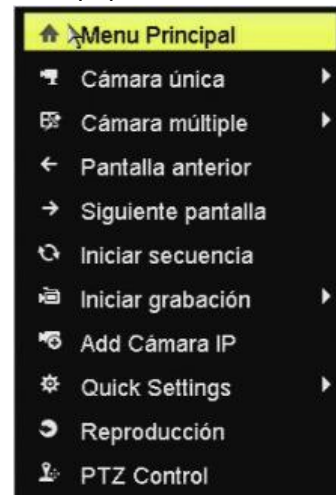 Menu Principal
Cámara única
Cámara múltiple
Pantalla anterior
Siguiente pantalla
Iniciar secuencia
Iniciar grabación
Add Cámara IP
Quick Settings
Reproducción
PTZ Control